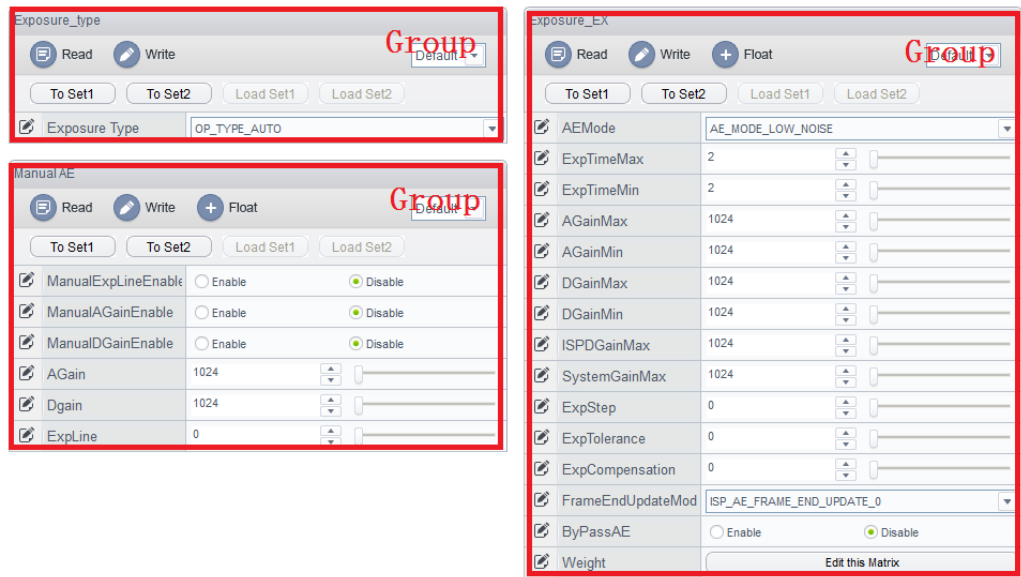 Exposure_type
Read Write Default
Group
To Set1 To Set2 Load Set1 Load Set2
Exposure Type OP_TYPE_AUTO
Manual AE
Read Write Float Default
Group
To Set1 To Set2 Load Set1 Load Set2
ManualExpLineEnable Enable Disable
ManualAGainEnable Enable Disable
ManualDGainEnable Enable Disable
AGain 1024
Dgain 1024
ExpLine 0
Exposure_EX
Read Write Float Default
Group
To Set1 To Set2 Load Set1 Load Set2
AEMode AE_MODE_LOW_NOISE
ExpTimeMax 2
ExpTimeMin 2
AGainMax 1024
AGainMin 1024
DGainMax 1024
DGainMin 1024
ISPDGainMax 1024
SystemGainMax 1024
ExpStep 0
ExpTolerance 0
ExpCompensation 0
FrameEndUpdateMod ISP_AE_FRAME_END_UPDATE_0
ByPassAE Enable Disable
Weight Edit this Matrix